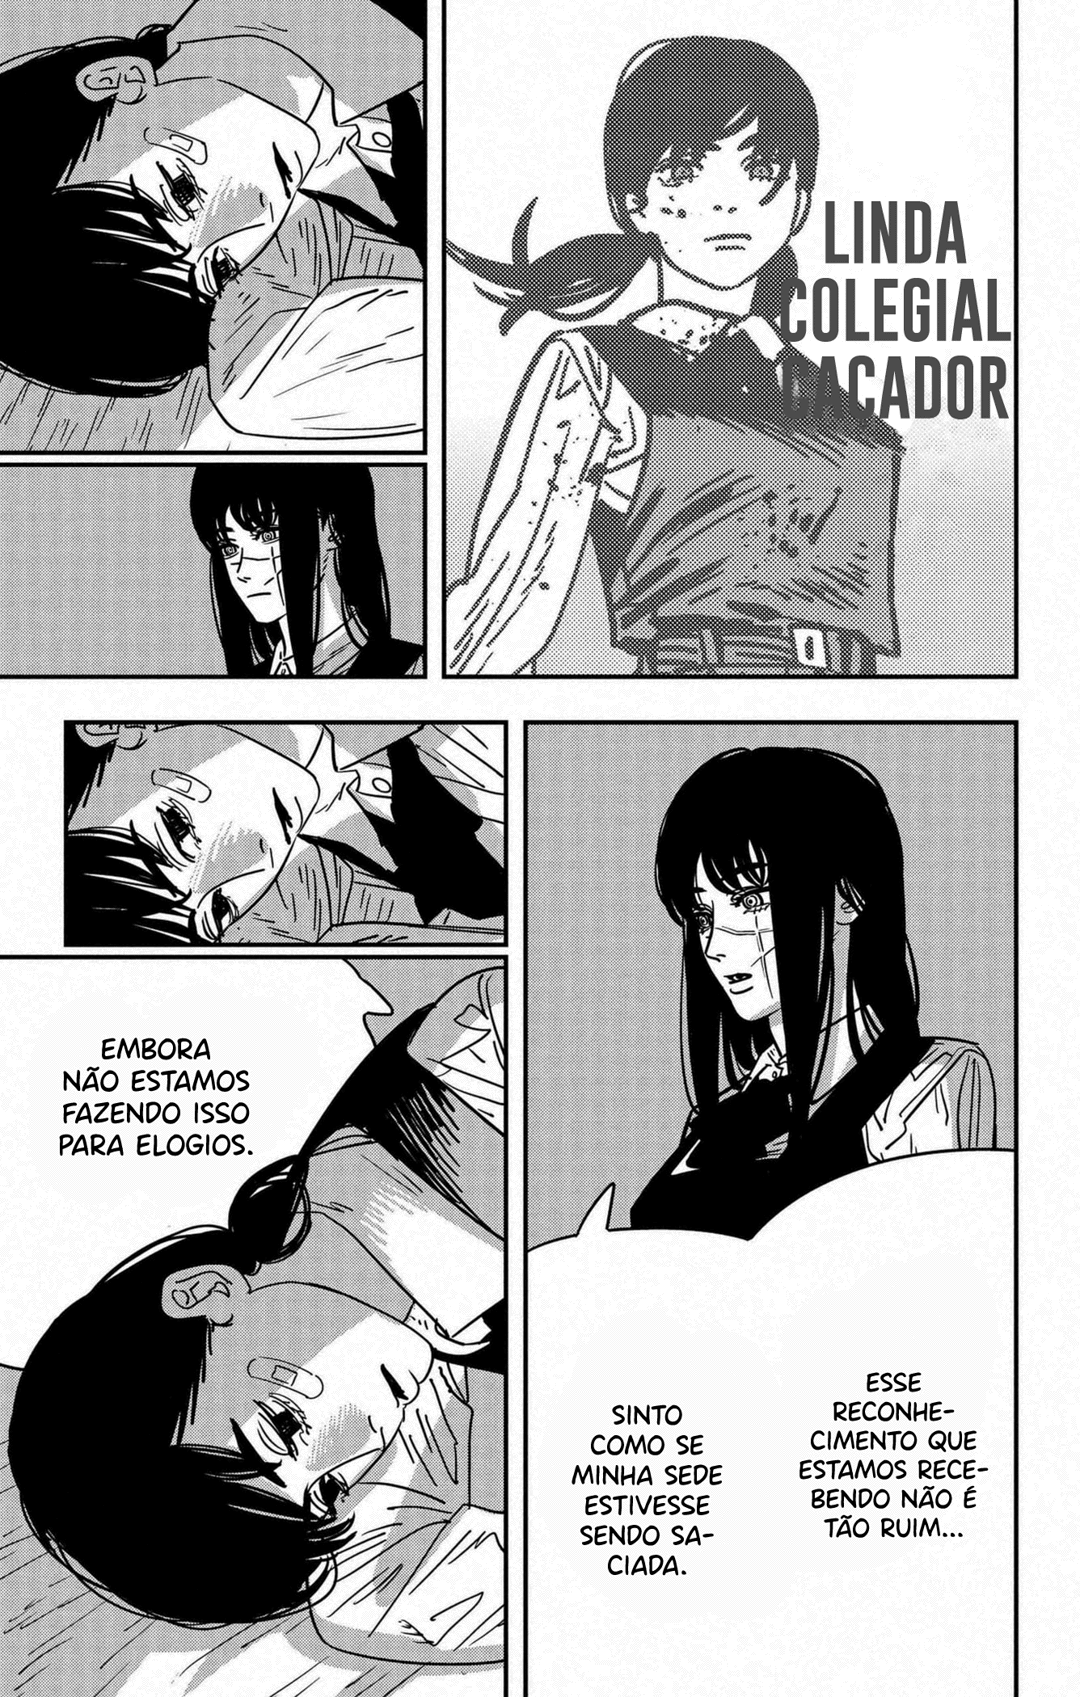 LINDA
COLEGIAL
CAÇADOR
ESSE
RECONHE-
CIMENTO QUE
ESTAMOS RECE-
BENDO NÃO É
TÃO RUIM...
SINTO
COMO SE
MINHA SEDE
ESTIVESSE
SENDO SA-
CIADA.
EMBORA
NÃO ESTAMOS
FAZENDO ISSO
PARA ELOGIOS.